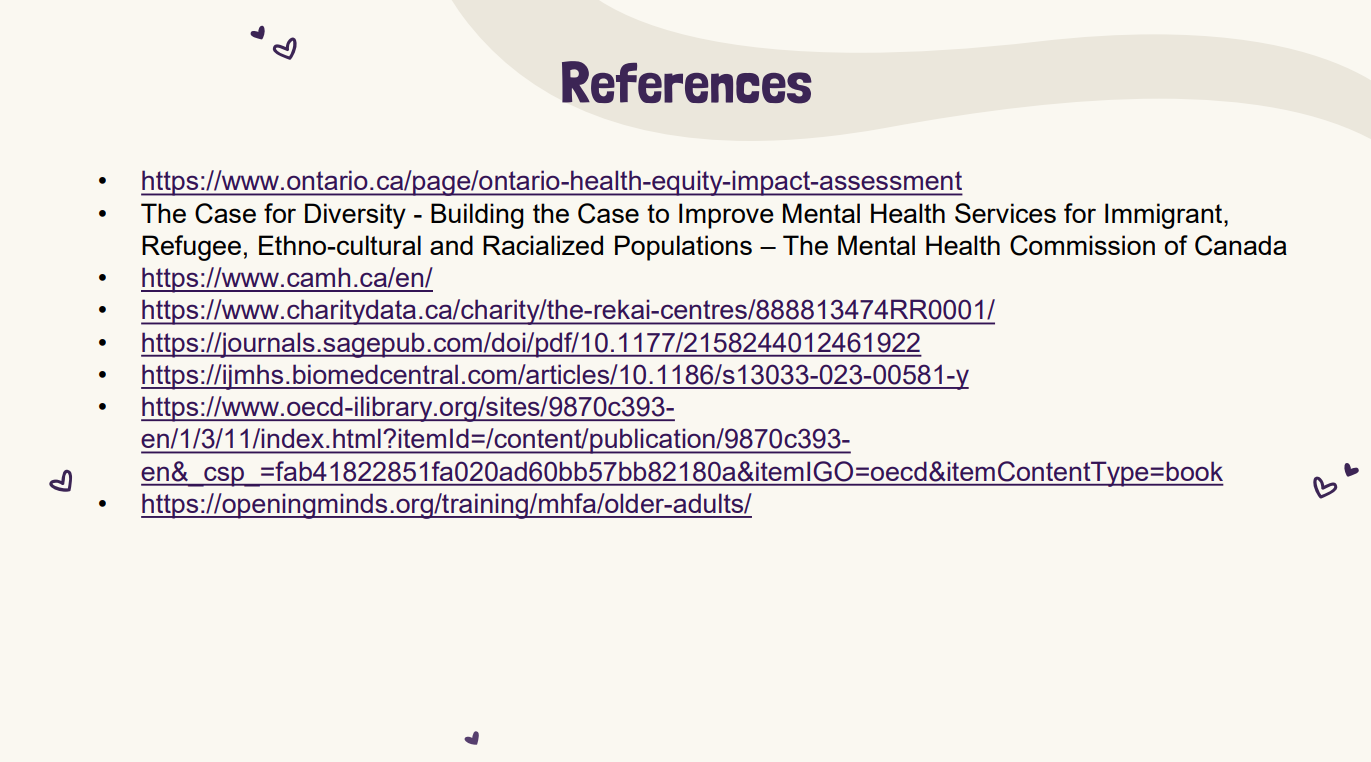 References
• https://www.ontario.ca/page/ontario-health-equity-impact-assessment
• The Case for Diversity - Building the Case to Improve Mental Health Services for Immigrant,
Refugee, Ethno-cultural and Racialized Populations – The Mental Health Commission of Canada
• https://www.camh.ca/en/
• https://www.charitydata.ca/charity/the-rekai-centres/888813474RR0001/
• https://journals.sagepub.com/doi/pdf/10.1177/2158244012461922
• https://ijmhs.biomedcentral.com/articles/10.1186/s13033-023-00581-y
• https://www.oecd-ilibrary.org/sites/9870c393-
en/1/3/11/index.html?itemId=/content/publication/9870c393-
en&_csp_=fab41822851fa020ad60bb57bb82180a&itemIGO=oecd&itemContentType=book
• https://openingminds.org/training/mhfa/older-adults/